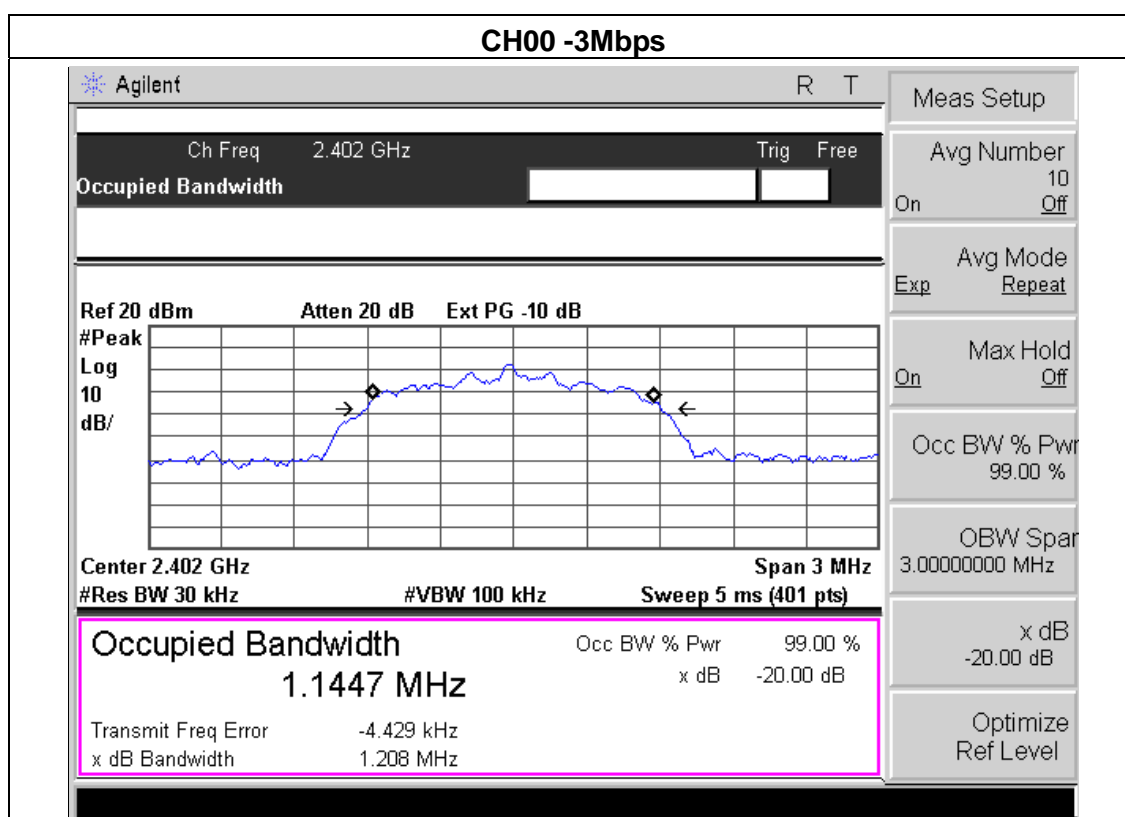 CH00 -3Mbps
Agilent R T
Ch Freq 2.402 GHz Trig Free
Occupied Bandwidth
Ref 20 dBm Atten 20 dB Ext PG -10 dB
#Peak
Log
10
dB/
Center 2.402 GHz Span 3 MHz
#Res BW 30 kHz #VBW 100 kHz Sweep 5 ms (401 pts)
Occupied Bandwidth Occ BW % Pwr 99.00 %
1.1447 MHz x dB -20.00 dB
Transmit Freq Error -4.429 kHz
x dB Bandwidth 1.208 MHz
Meas Setup
Avg Number
10
On Off
Avg Mode
Exp Repeat
Max Hold
On Off
Occ BW % Pwr
99.00 %
OBW Span
3.00000000 MHz
x dB
-20.00 dB
Optimize
Ref Level